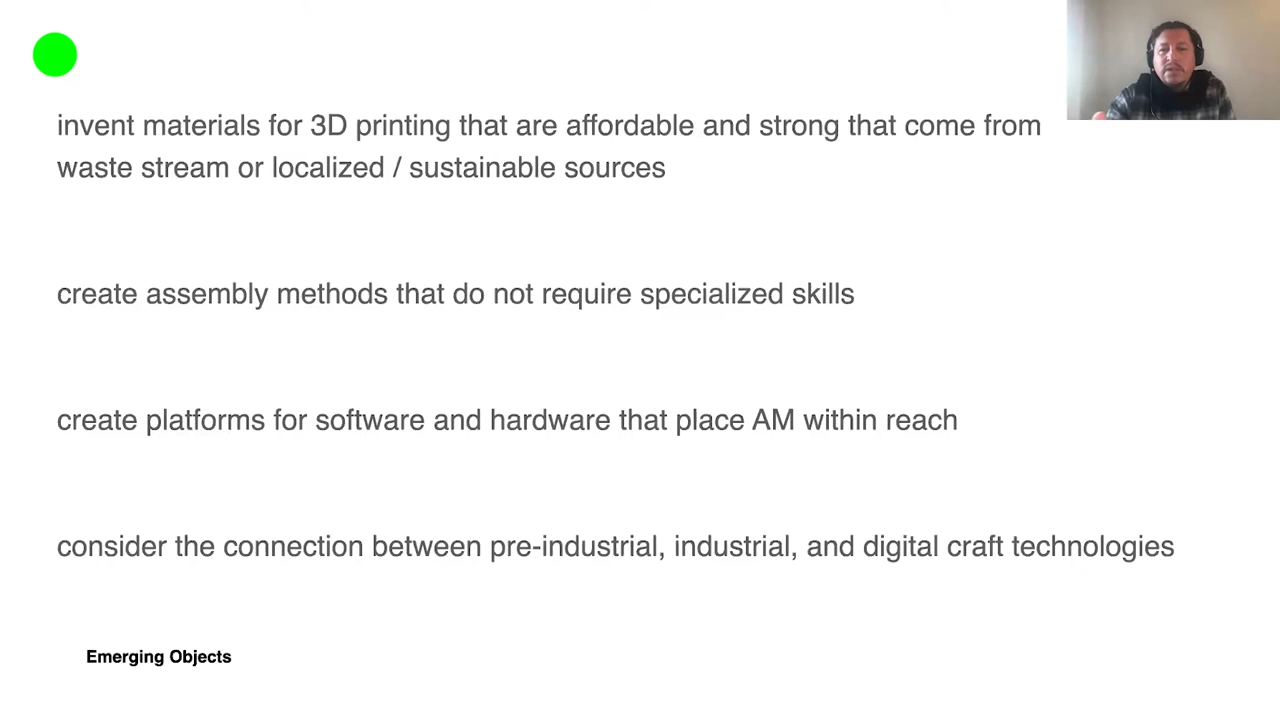 invent materials for 3D printing that are affordable and strong that come from
waste stream or localized / sustainable sources
create assembly methods that do not require specialized skills
create platforms for software and hardware that place AM within reach
consider the connection between pre-industrial, industrial, and digital craft technologies
Emerging Objects